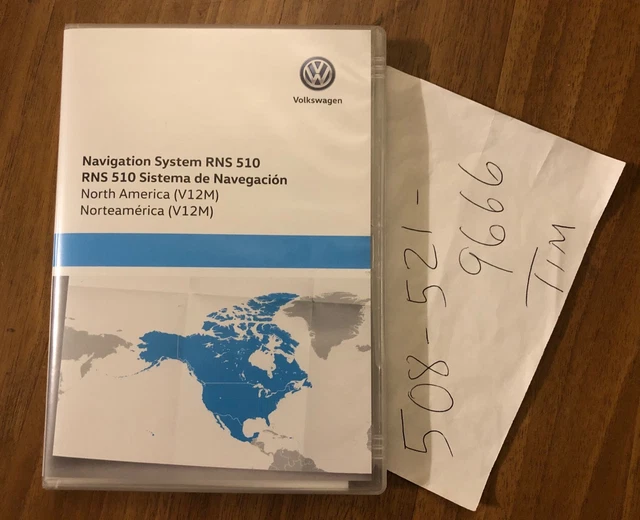 Volkswagen
Navigation System RNS 510
RNS 510 Sistema de Navegación
North America (V12M)
Norteamérica (V12M)
508-521-
9666
TIM